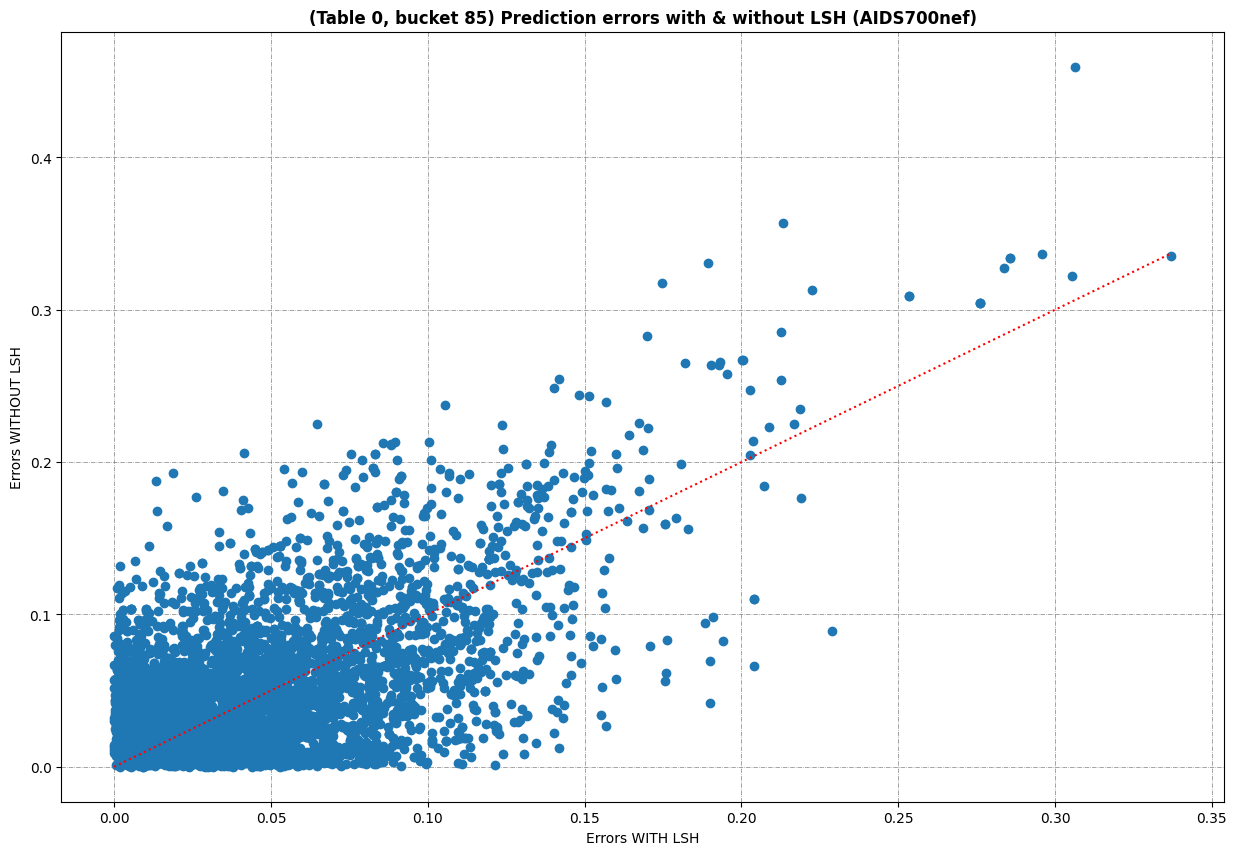 (Table 0, bucket 85) Prediction errors with & without LSH (AIDS700nef)
Errors WITHOUT LSH
0.4
0.3
0.2
0.1
0.0
0.00 0.05 0.10 0.15 0.20 0.25 0.30 0.35
Errors WITH LSH